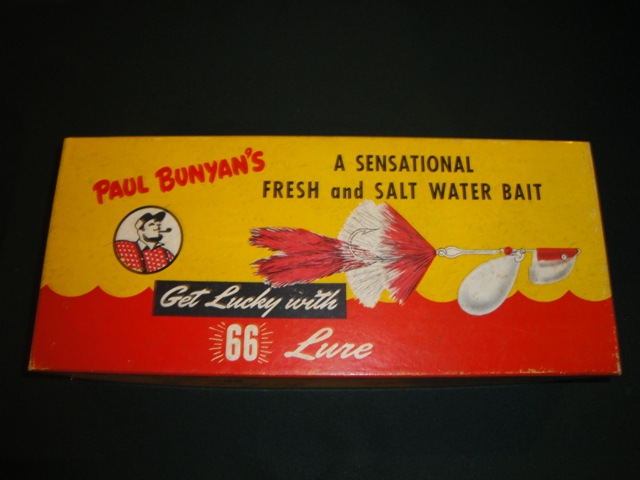 PAUL BUNYAN'S
A SENSATIONAL
FRESH and SALT WATER BAIT
Get Lucky with
66 Lure